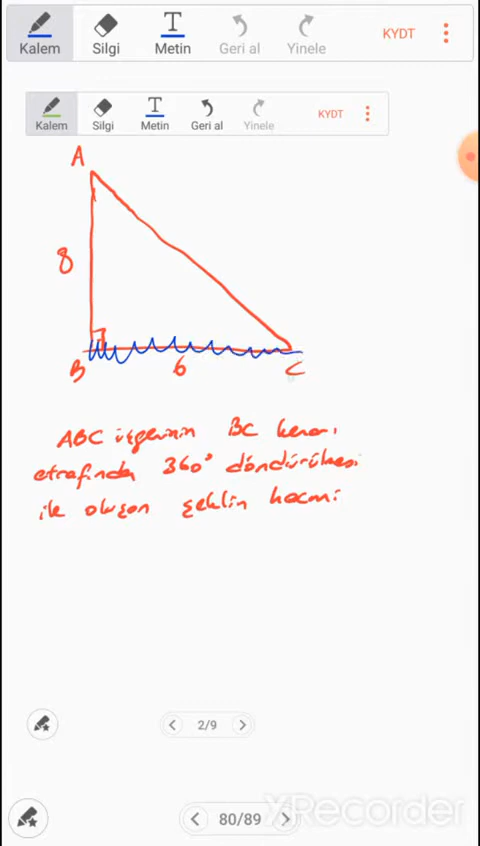 Kalem Silgi Metin Geri al Yinele KYDT
Kalem Silgi Metin Geri al Yinele KYDT
A
8
B 6 C
ABC üçgeninin BC kenarı
etrafında 360° döndürülmesi
ile oluşan şeklin hacmi
2/9
XRecorder
80/89